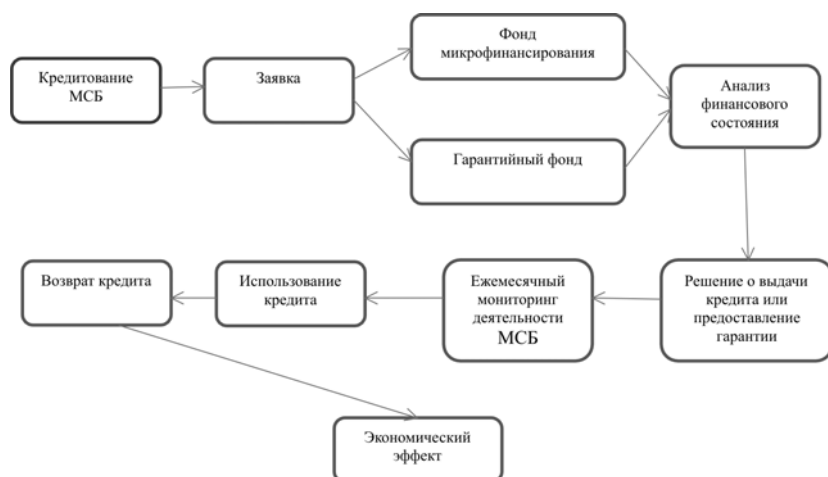 Кредитование
МСБ
Заявка
Фонд
микрофинансирования
Гарантийный фонд
Анализ
финансового
состояния
Решение о выдачи
кредита или
предоставление
гарантии
Ежемесячный
мониторинг
деятельности
МСБ
Использование
кредита
Возврат кредита
Экономический
эффект